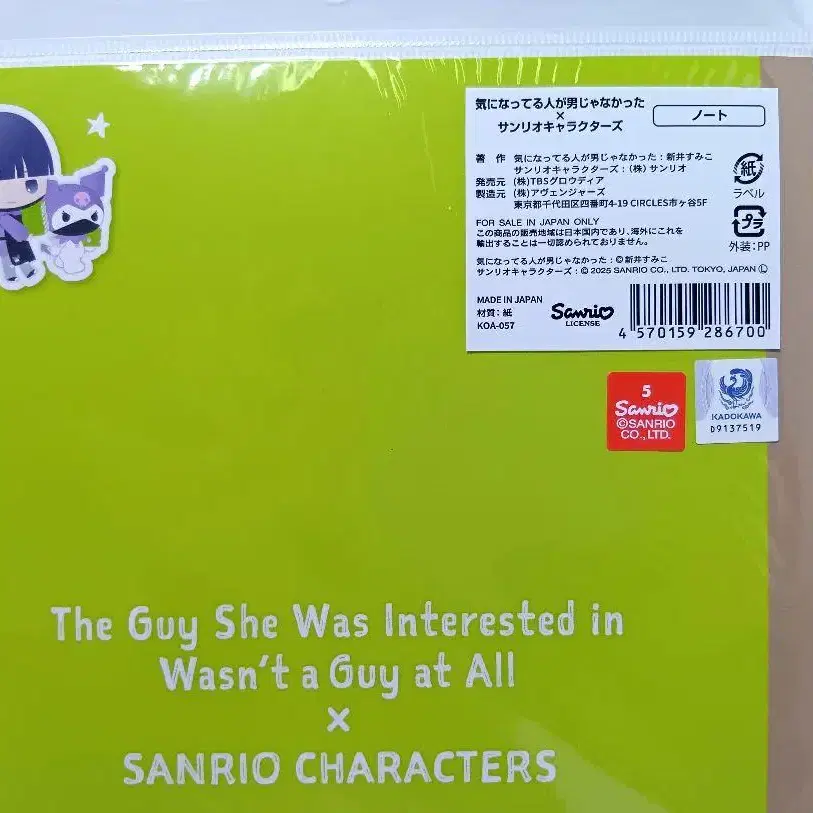 気になってる人が男じゃなかった
×
サンリオキャラクターズ
ノート
著 作 気になってる人が男じゃなかった:新井すみこ
サンリオキャラクターズ:(株) サンリオ
発売元 (株)TBSグロウディア
製造元 (株)アヴェンジャーズ
東京都千代田区四番町4-19 CIRCLES市ヶ谷5F
紙
ラベル
FOR SALE IN JAPAN ONLY
この商品の販売地域は日本国内であり、海外にこれを
輸出することは一切認められておりません。
プラ
外装:PP
気になってる人が男じゃなかった:©新井すみこ
サンリオキャラクターズ:© 2025 SANRIO CO., LTD. TOKYO, JAPAN Ⓛ
MADE IN JAPAN
材質:紙
KOA-057
Sanrio
LICENSE
4 570159 286700
5
Sanrio
©SANRIO
CO.,LTD.
KADOKAWA
D9137519
The Guy She Was Interested in
Wasn't a Guy at All
×
SANRIO CHARACTERS